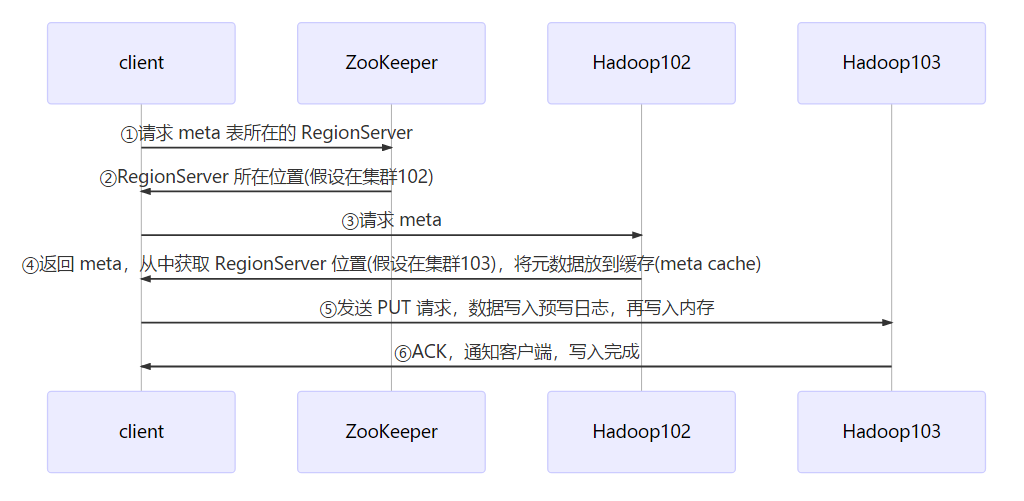 client
ZooKeeper
Hadoop102
Hadoop103
①请求 meta 表所在的 RegionServer
②RegionServer 所在位置(假设在集群102)
③请求 meta
④返回 meta，从中获取 RegionServer 位置(假设在集群103)，将元数据放到缓存(meta cache)
⑤发送 PUT 请求，数据写入预写日志，再写入内存
⑥ACK，通知客户端，写入完成
client
ZooKeeper
Hadoop102
Hadoop103